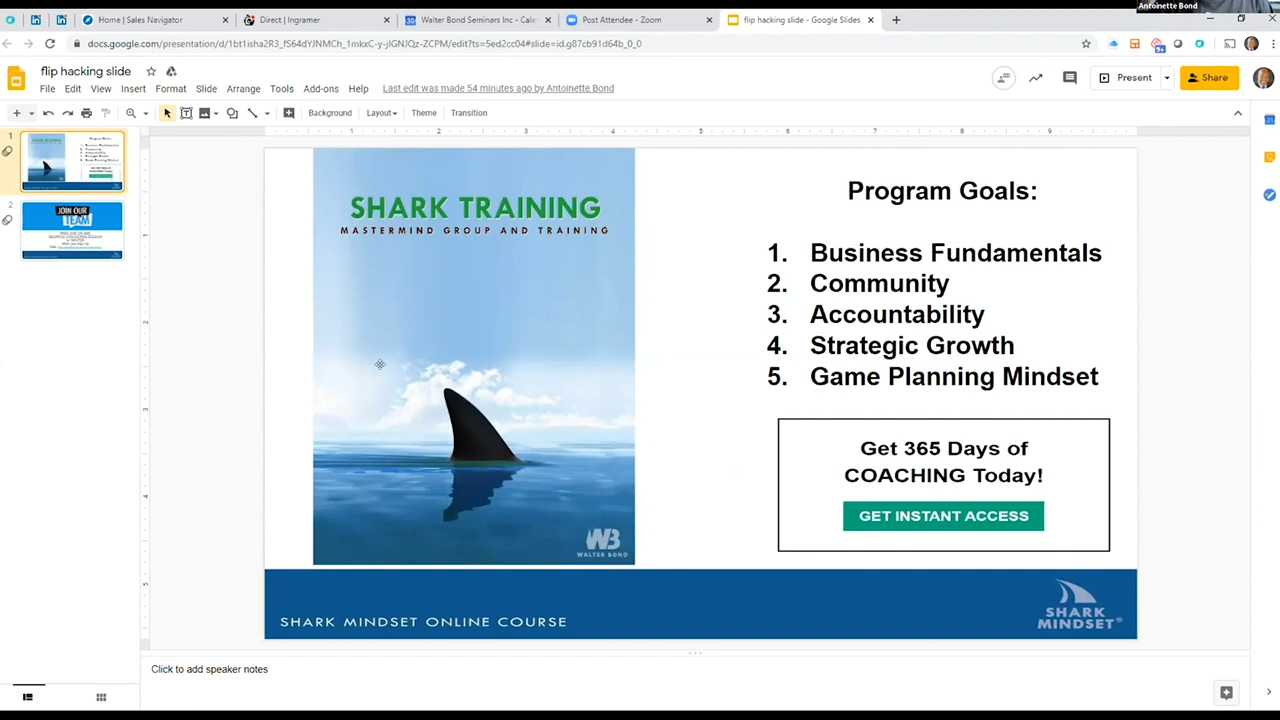 Antoinette Bond
Home | Sales Navigator
Direct | Ingramer
Walter Bond Seminars Inc - Cale
Post Attendee - Zoom
flip hacking slide - Google Slides
docs.google.com/presentation/d/1bt1isha2R3_fS64dYJNMCh_1mkxC-y-jlGNJQz-ZCPM/edit?ts=5ed2cc04#slide=id.g87cb91d64b_0_0
flip hacking slide
File Edit View Insert Format Slide Arrange Tools Add-ons Help Last edit was made 54 minutes ago by Antoinette Bond
Present
Share
Background Layout Theme Transition
1
2
JOIN OUR
TEAM
SHARK TRAINING
MASTERMIND GROUP AND TRAINING
WB
WALTER BOND
Program Goals:
1. Business Fundamentals
2. Community
3. Accountability
4. Strategic Growth
5. Game Planning Mindset
Get 365 Days of
COACHING Today!
GET INSTANT ACCESS
SHARK MINDSET ONLINE COURSE
SHARK
MINDSET®
Click to add speaker notes